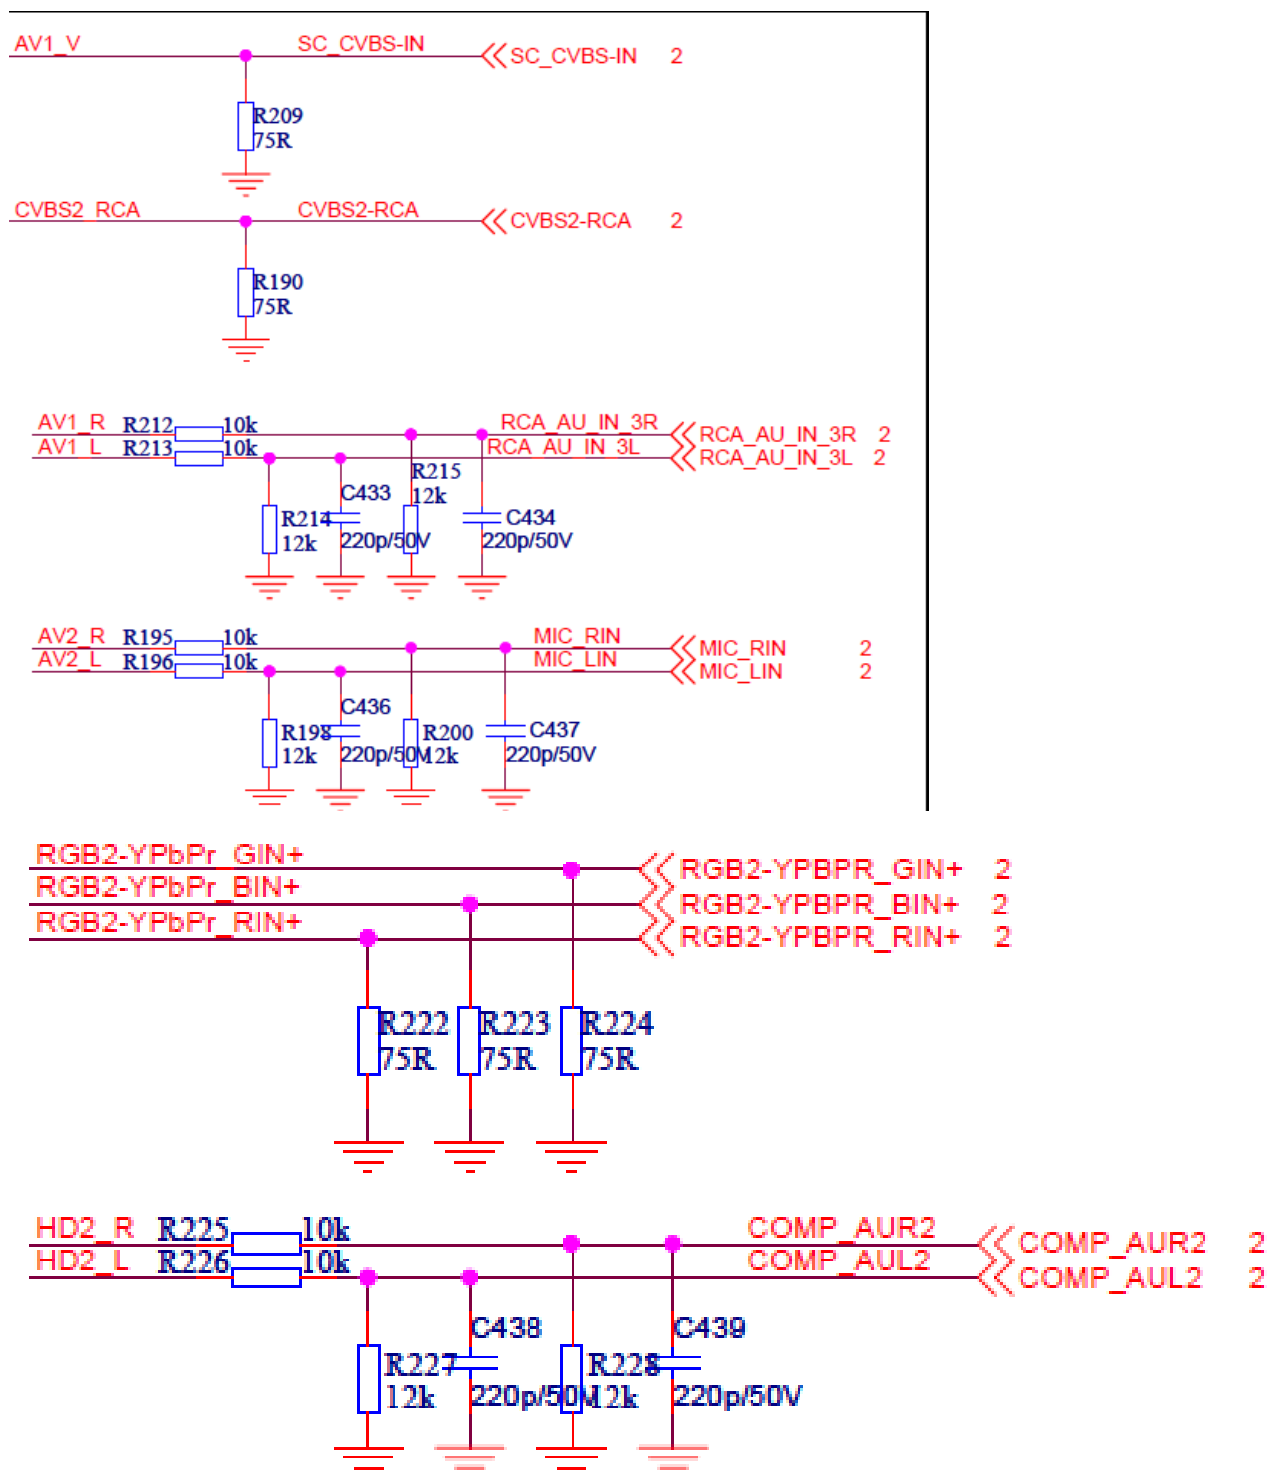 AV1_V SC_CVBS-IN SC_CVBS-IN 2
R209
75R
CVBS2_RCA CVBS2-RCA CVBS2-RCA 2
R190
75R
AV1_R R212 10k RCA_AU_IN_3R RCA_AU_IN_3R 2
AV1_L R213 10k RCA_AU_IN_3L RCA_AU_IN_3L 2
R215
12k
C433
220p/50V
R214
12k
C434
220p/50V
AV2_R R195 10k MIC_RIN MIC_RIN 2
AV2_L R196 10k MIC_LIN MIC_LIN 2
C436
220p/50V
R198
12k
R200
12k
C437
220p/50V
RGB2-YPbPr_GIN+ RGB2-YPBPR_GIN+ 2
RGB2-YPbPr_BIN+ RGB2-YPBPR_BIN+ 2
RGB2-YPbPr_RIN+ RGB2-YPBPR_RIN+ 2
R222 R223 R224
75R 75R 75R
HD2_R R225 10k COMP_AUR2 COMP_AUR2 2
HD2_L R226 10k COMP_AUL2 COMP_AUL2 2
C438 C439
R227 R228
12k 220p/50V 12k 220p/50V